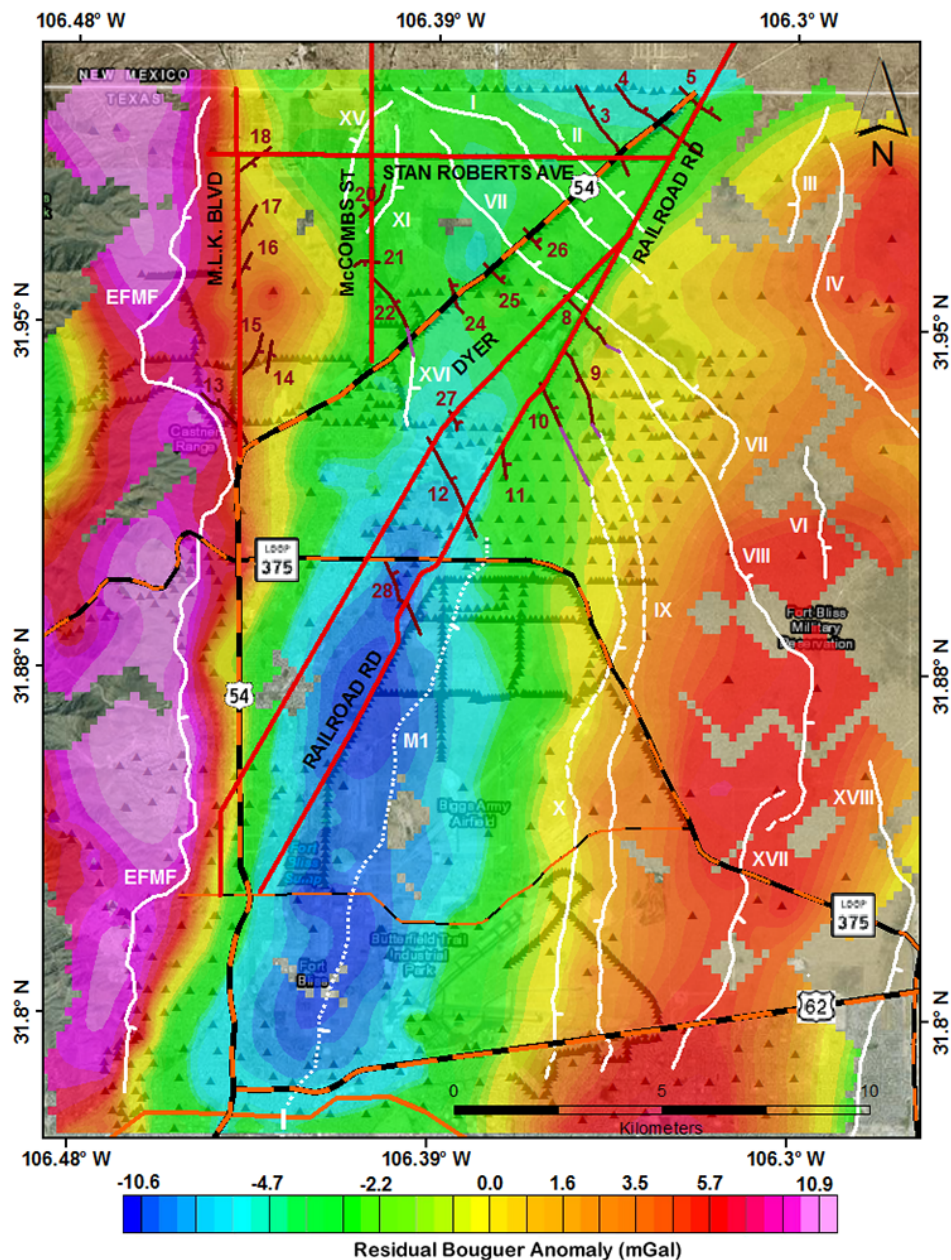 106.48° W
106.39° W
106.3° W
NEW MEXICO
TEXAS
I
4
5
3
XV
II
18
STAN ROBERTS AVE
54
RAILROAD RD
M.L.K. BLVD
McCOMBS ST
20
XI
VII
III
N
17
26
16
21
EFMF
IV
25
22
24
8
31.95° N
31.95° N
15
DYER
14
XVI
9
13
27
10
Castner
Range
VII
12
11
VI
LOOP
375
VIII
28
IX
Fort Bliss
Military
Reservation
31.88° N
31.88° N
54
RAILROAD RD
M1
X
XVIII
Biggs Army
Airfield
Fort
Bliss
XVII
EFMF
LOOP
375
Butterfield Trail
Industrial
Park
Fort
Bliss
31.8° N
62
31.8° N
0
5
10
Kilometers
106.48° W
106.39° W
106.3° W
-10.6
-4.7
-2.2
0.0
1.6
3.5
5.7
10.9
Residual Bouguer Anomaly (mGal)